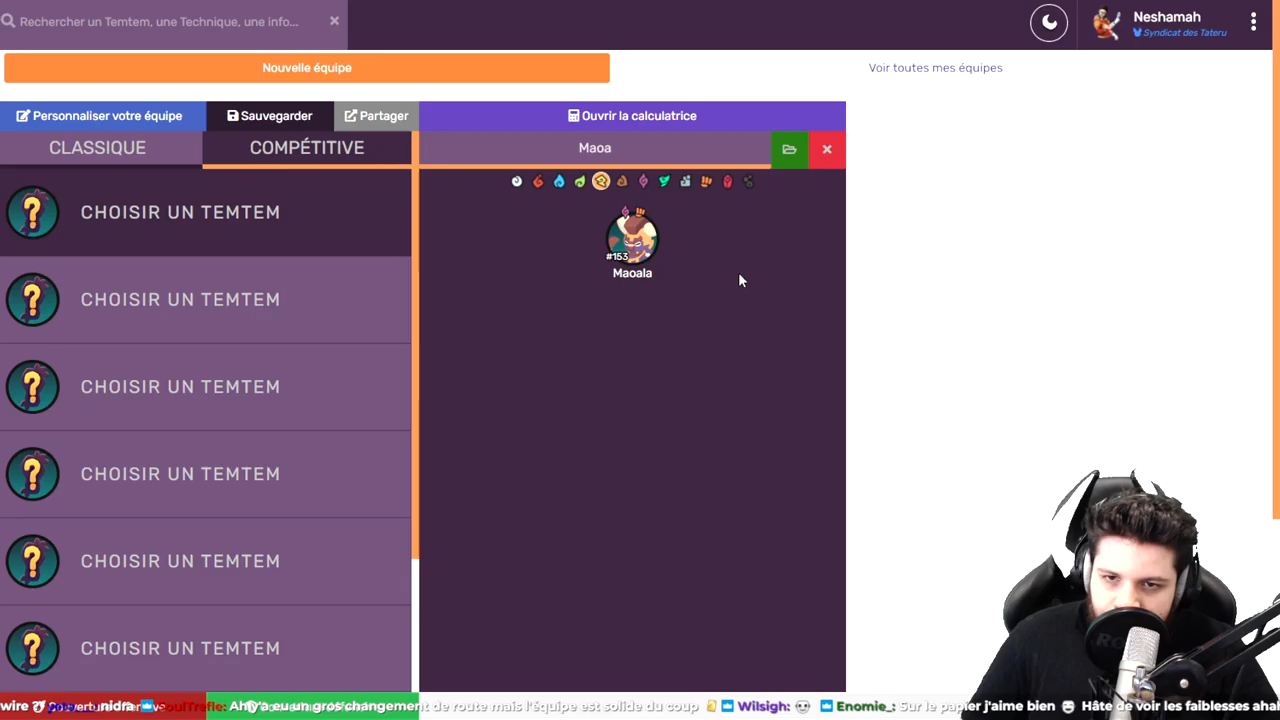 Rechercher un Temtem, une Technique, une info...
Neshamah
Syndicat des Tateru
Nouvelle équipe
Voir toutes mes équipes
Personnaliser votre équipe
Sauvegarder
Partager
Ouvrir la calculatrice
CLASSIQUE
COMPÉTITIVE
Maoa
CHOISIR UN TEMTEM
#153
Maoala
CHOISIR UN TEMTEM
CHOISIR UN TEMTEM
CHOISIR UN TEMTEM
CHOISIR UN TEMTEM
CHOISIR UN TEMTEM
eu un gros changement de route mais l'équipe est solide du coup Wilsigh: Enomie_: Sur le papier j'aime bien Hâte de voir les faiblesses aha